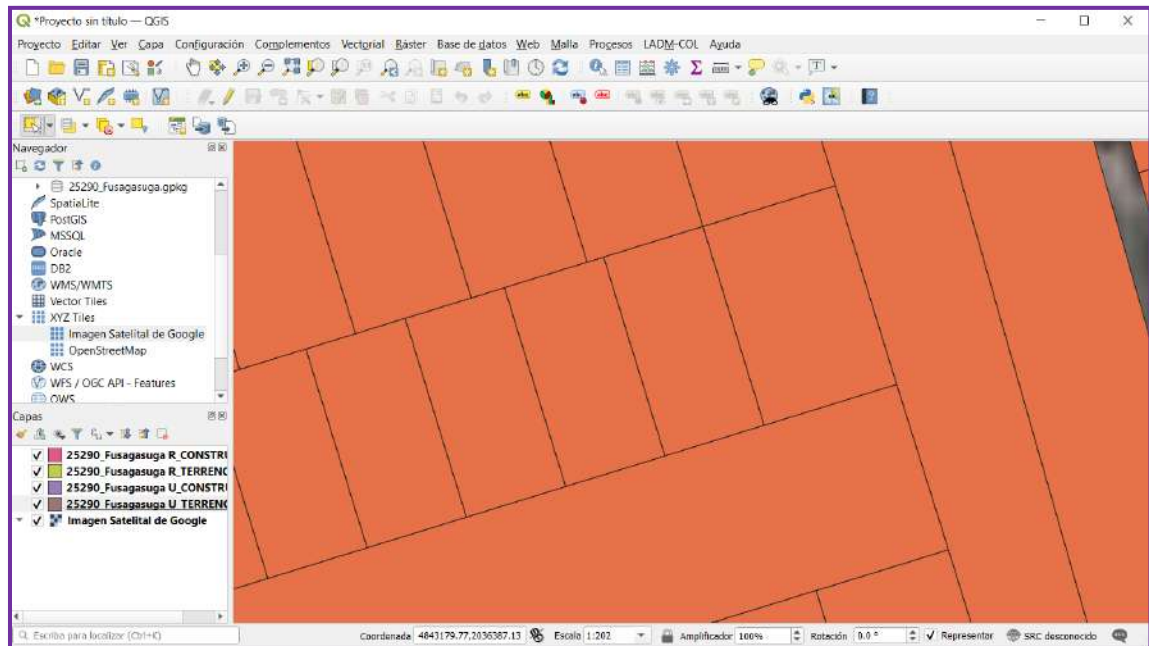 *Proyecto sin título — QGIS
Proyecto Editar Ver Capa Configuración Complementos Vectorial Ráster Base de datos Web Malla Procesos LADM-COL Ayuda
Navegador
25290_Fusagasuga.gpkg
SpatiaLite
PostGIS
MSSQL
Oracle
DB2
WMS/WMTS
Vector Tiles
XYZ Tiles
Imagen Satelital de Google
OpenStreetMap
WCS
WFS / OGC API - Features
OWS
Capas
25290_Fusagasuga R_CONSTRU
25290_Fusagasuga R_TERRENO
25290_Fusagasuga U_CONSTRU
25290_Fusagasuga U_TERRENO
Imagen Satelital de Google
Escriba para localizar (Ctrl+K) Coordenada 4843179.77,2036387.13 Escala 1:202 Amplificador 100% Rotación 0.0 ° Representar SRC desconocido